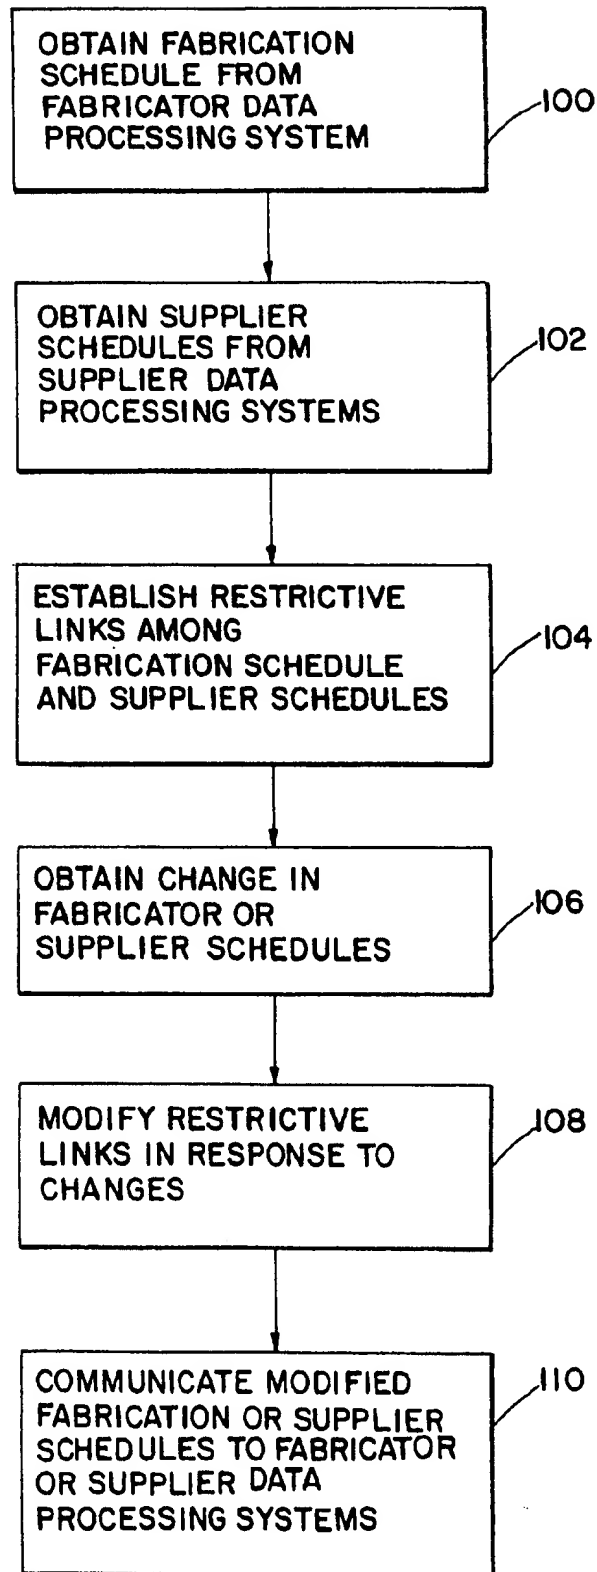 OBTAIN FABRICATION
SCHEDULE FROM
FABRICATOR DATA
PROCESSING SYSTEM
100
OBTAIN SUPPLIER
SCHEDULES FROM
SUPPLIER DATA
PROCESSING SYSTEMS
102
ESTABLISH RESTRICTIVE
LINKS AMONG
FABRICATION SCHEDULE
AND SUPPLIER SCHEDULES
104
OBTAIN CHANGE IN
FABRICATOR OR
SUPPLIER SCHEDULES
106
MODIFY RESTRICTIVE
LINKS IN RESPONSE TO
CHANGES
108
COMMUNICATE MODIFIED
FABRICATION OR SUPPLIER
SCHEDULES TO FABRICATOR
OR SUPPLIER DATA
PROCESSING SYSTEMS
110